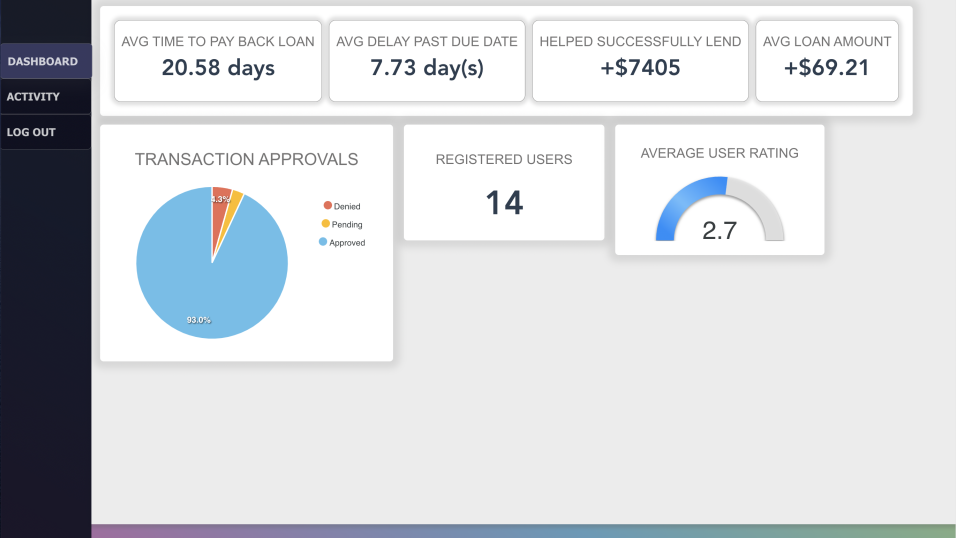 DASHBOARD
ACTIVITY
LOG OUT
AVG TIME TO PAY BACK LOAN
20.58 days
AVG DELAY PAST DUE DATE
7.73 day(s)
HELPED SUCCESSFULLY LEND
+$7405
AVG LOAN AMOUNT
+$69.21
TRANSACTION APPROVALS
4.3%
93.0%
Denied
Pending
Approved
REGISTERED USERS
14
AVERAGE USER RATING
2.7